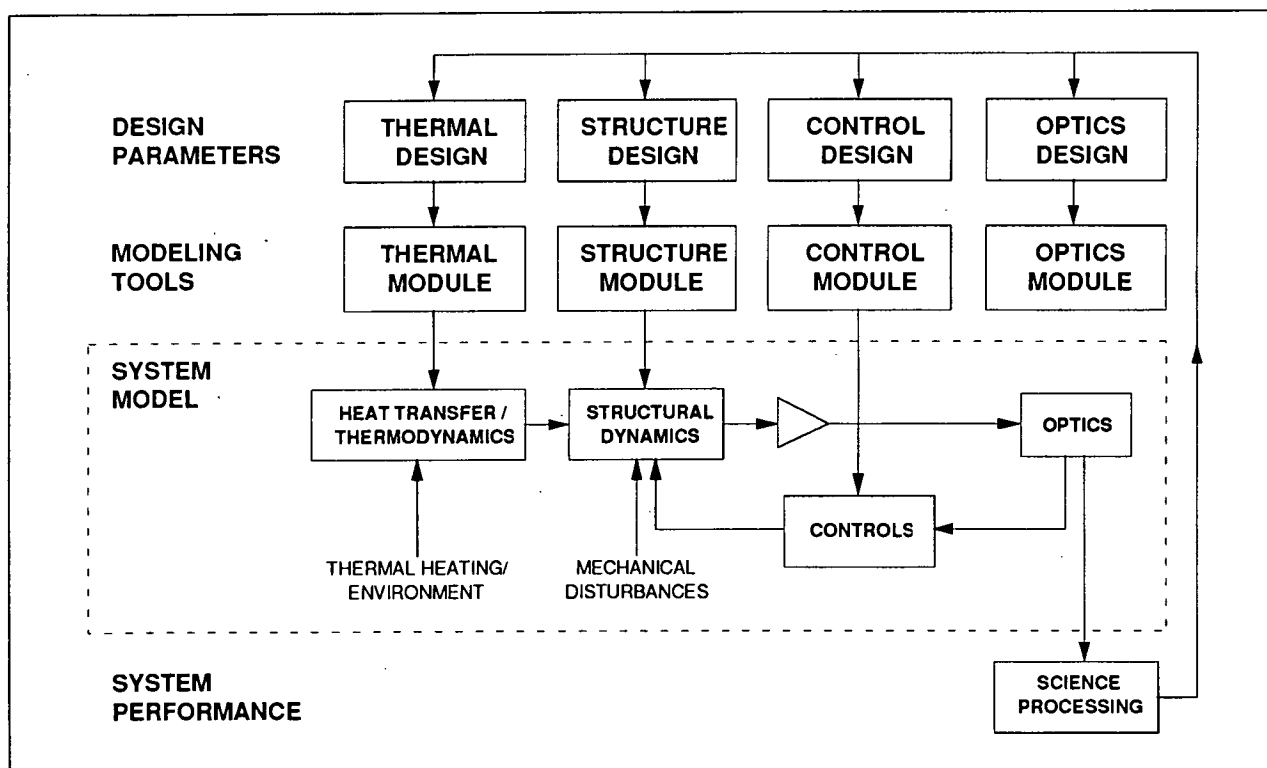 DESIGN
PARAMETERS
THERMAL
DESIGN
STRUCTURE
DESIGN
CONTROL
DESIGN
OPTICS
DESIGN
MODELING
TOOLS
THERMAL
MODULE
STRUCTURE
MODULE
CONTROL
MODULE
OPTICS
MODULE
SYSTEM
MODEL
HEAT TRANSFER /
THERMODYNAMICS
STRUCTURAL
DYNAMICS
OPTICS
CONTROLS
THERMAL HEATING/
ENVIRONMENT
MECHANICAL
DISTURBANCES
SYSTEM
PERFORMANCE
SCIENCE
PROCESSING